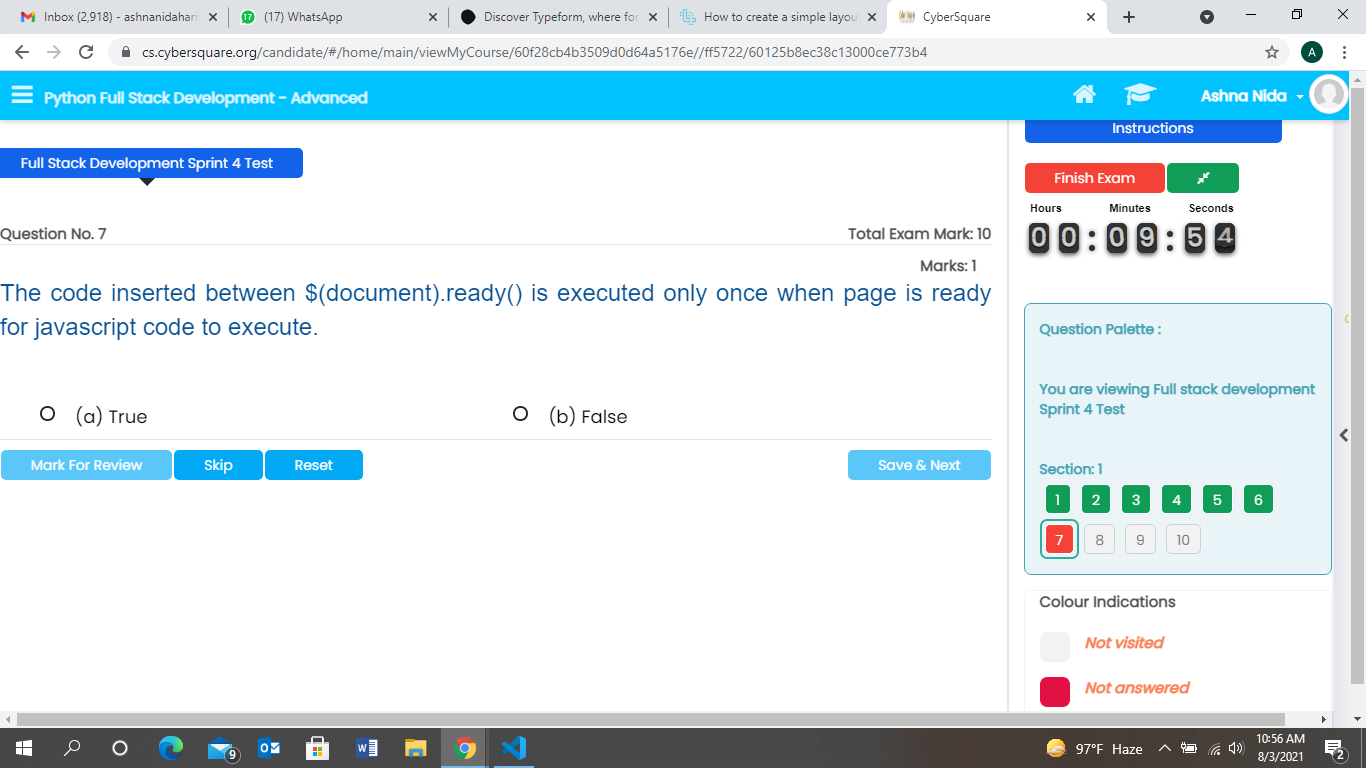 Inbox (2,918) - ashnanidaharis
17
(17) WhatsApp
Discover Typeform, where for
How to create a simple layou
CyberSquare
cs.cybersquare.org/candidate/#/home/main/viewMyCourse/60f28cb4b3509d0d64a5176e//ff5722/60125b8ec38c13000ce773b4
A
Python Full Stack Development - Advanced
Ashna Nida
Instructions
Full Stack Development Sprint 4 Test
Finish Exam
Hours Minutes Seconds
00:09:54
Question No. 7
Total Exam Mark: 10
Marks: 1
The code inserted between $(document).ready() is executed only once when page is ready
for javascript code to execute.
(a) True
(b) False
Mark For Review
Skip
Reset
Save & Next
Question Palette :
You are viewing Full stack development
Sprint 4 Test
Section: 1
1 2 3 4 5 6
7 8 9 10
Colour Indications
Not visited
Not answered
9
97°F Haze
10:56 AM
8/3/2021
2